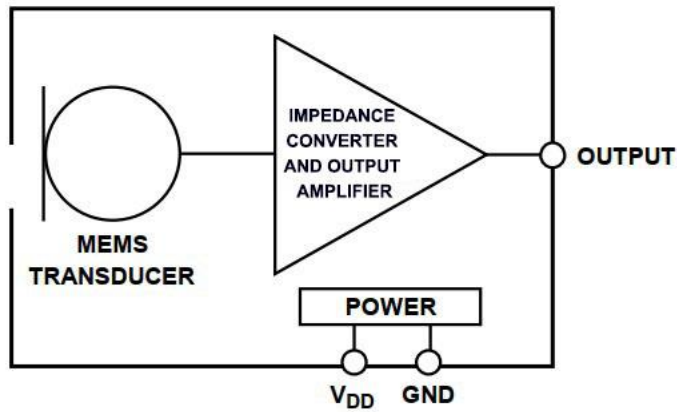 IMPEDANCE
CONVERTER
AND OUTPUT
AMPLIFIER
OUTPUT
MEMS
TRANSDUCER
POWER
VDD
GND